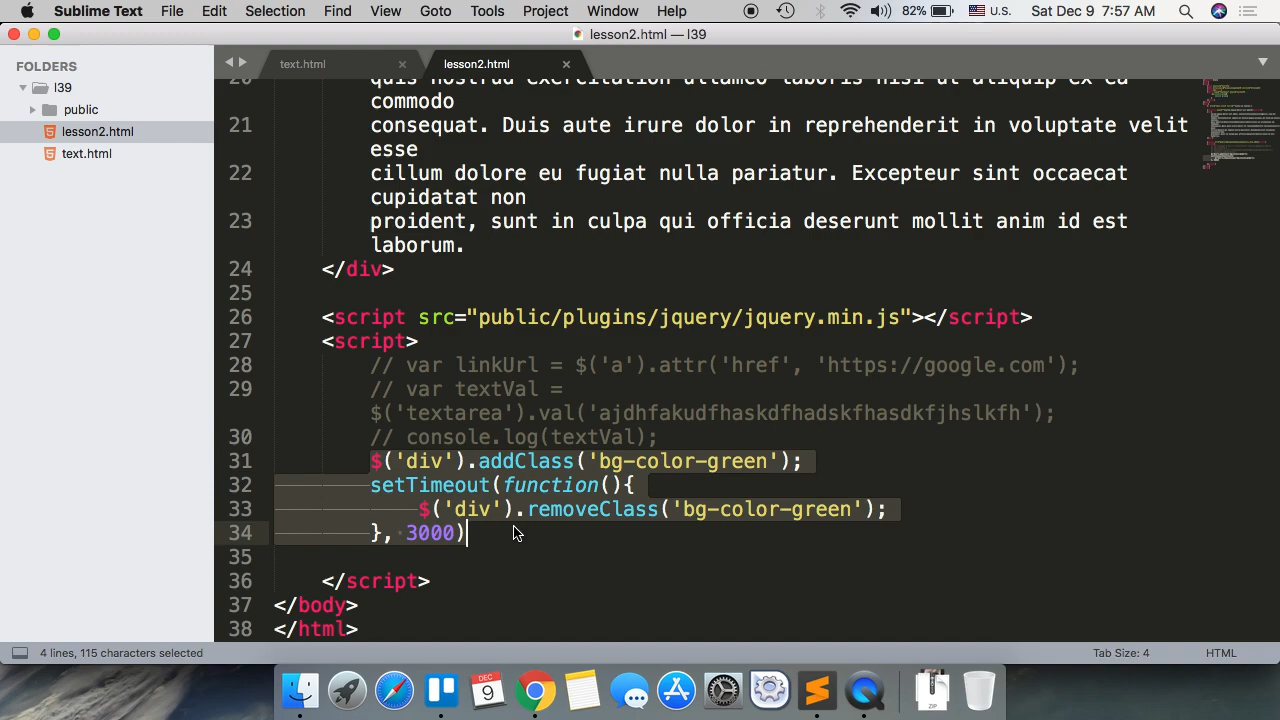 Sublime Text File Edit Selection Find View Goto Tools Project Window Help 82% U.S. Sat Dec 9 7:57 AM
lesson2.html — l39
FOLDERS
l39
public
lesson2.html
text.html
text.html × lesson2.html ×
20 quis nostrud exercitation ullamco laboris nisi ut aliquip ex ea
commodo
21 consequat. Duis aute irure dolor in reprehenderit in voluptate velit
esse
22 cillum dolore eu fugiat nulla pariatur. Excepteur sint occaecat
cupidatat non
23 proident, sunt in culpa qui officia deserunt mollit anim id est
laborum.
24 </div>
25
26 <script src="public/plugins/jquery/jquery.min.js"></script>
27 <script>
28 // var linkUrl = $('a').attr('href', 'https://google.com');
29 // var textVal =
$('textarea').val('ajdhfakudfhaskdfhadskfhasdkfjhslkfh');
30 // console.log(textVal);
31 $('div').addClass('bg-color-green');
32 setTimeout(function(){
33 $('div').removeClass('bg-color-green');
34 }, 3000)
35
36 </script>
37 </body>
38 </html>
4 lines, 115 characters selected Tab Size: 4 HTML
DEC
9
ZIP